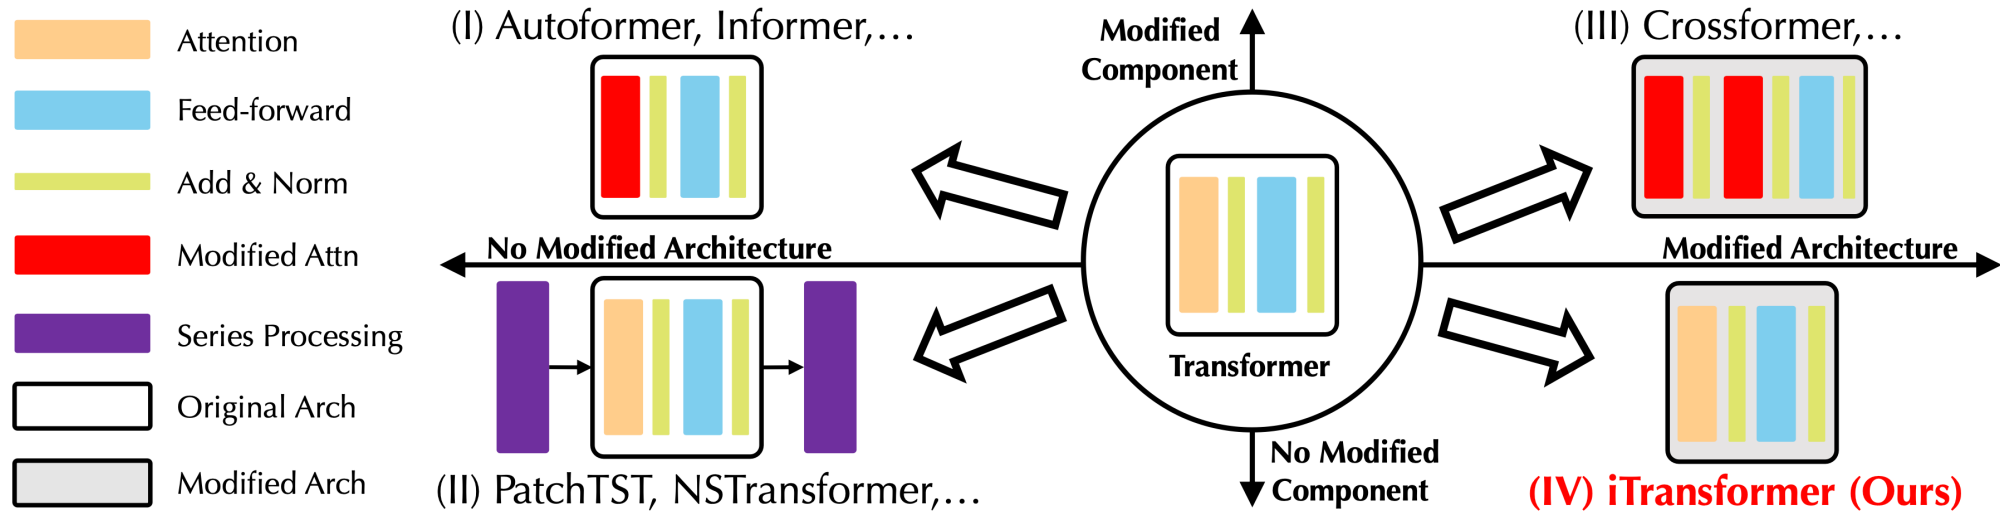 Attention
Feed-forward
Add & Norm
Modified Attn
Series Processing
Original Arch
Modified Arch
(I) Autoformer, Informer,...
No Modified Architecture
(II) PatchTST, NSTransformer,...
Modified
Component
Transformer
No Modified
Component
(III) Crossformer,...
Modified Architecture
(IV) iTransformer (Ours)